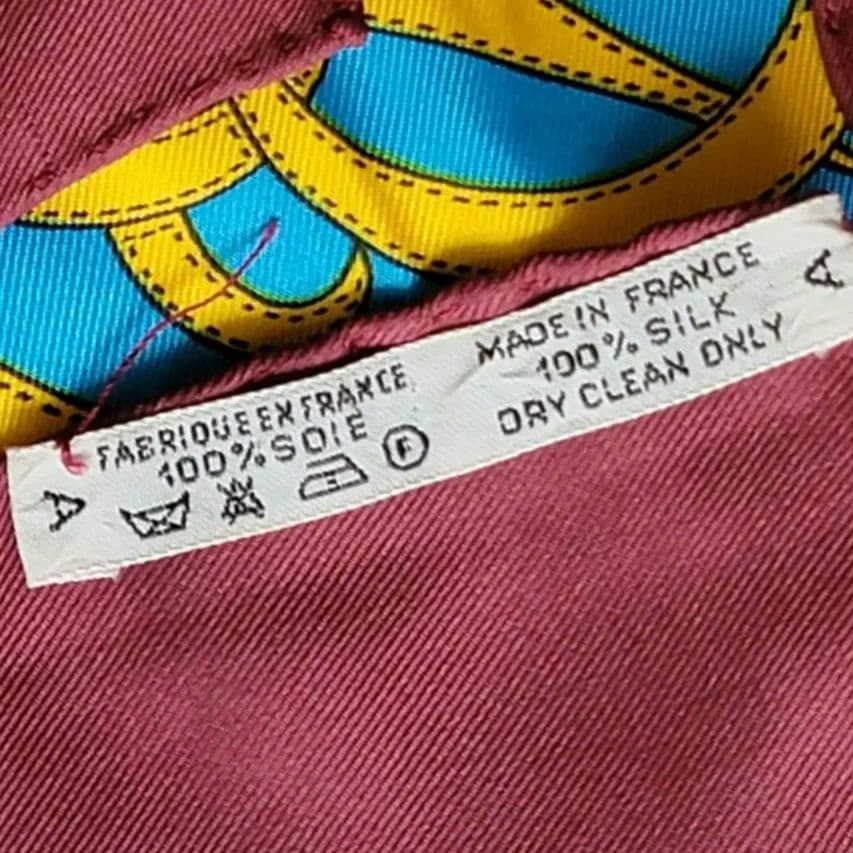 A
FABRIQUE EN FRANCE
100% SOIE
F
MADE IN FRANCE
100% SILK
DRY CLEAN ONLY
A